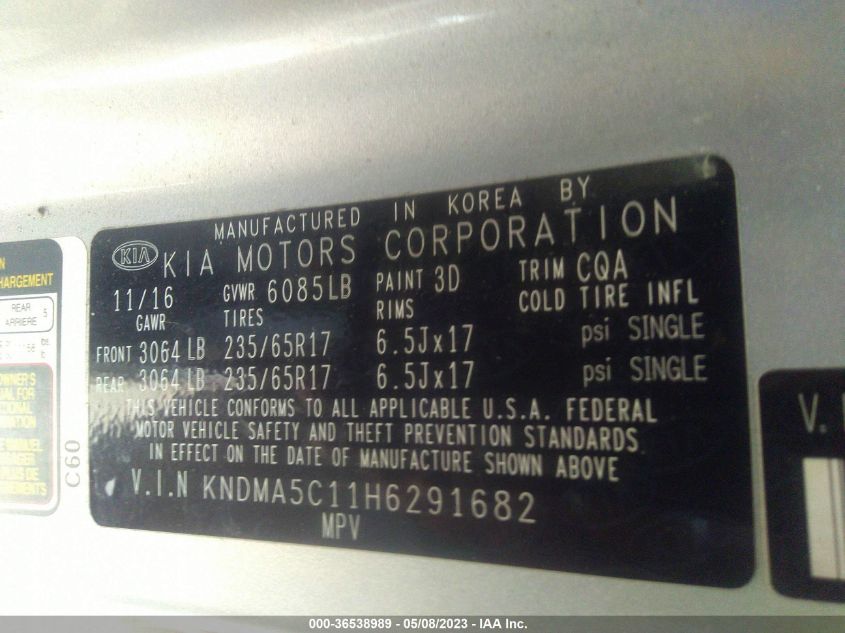 MANUFACTURED IN KOREA BY
KIA KIA MOTORS CORPORATION
11/16 GVWR 6085LB PAINT 3D TRIM CQA
GAWR TIRES RIMS COLD TIRE INFL
FRONT 3064 LB 235/65R17 6.5Jx17 psi SINGLE
REAR 3064 LB 235/65R17 6.5Jx17 psi SINGLE
THIS VEHICLE CONFORMS TO ALL APPLICABLE U.S.A. FEDERAL
MOTOR VEHICLE SAFETY AND THEFT PREVENTION STANDARDS
IN EFFECT ON THE DATE OF MANUFACTURE SHOWN ABOVE
V.I.N KNDMA5C11H6291682
MPV
REAR
ARRIERE 5
C60
V.
000-36538989 — 05/08/2023 — IAA Inc.